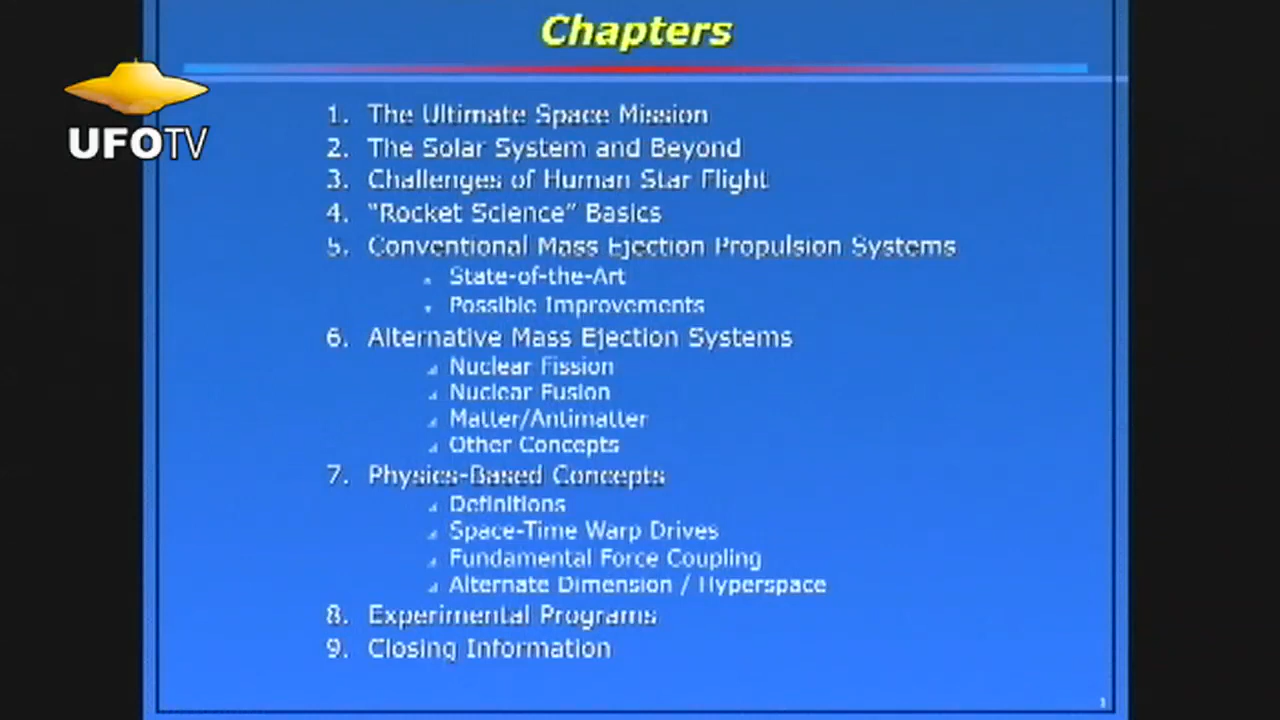 Chapters
UFOTV
1. The Ultimate Space Mission
2. The Solar System and Beyond
3. Challenges of Human Star Flight
4. “Rocket Science” Basics
5. Conventional Mass Ejection Propulsion Systems
State-of-the-Art
Possible Improvements
6. Alternative Mass Ejection Systems
Nuclear Fission
Nuclear Fusion
Matter/Antimatter
Other Concepts
7. Physics-Based Concepts
Definitions
Space-Time Warp Drives
Fundamental Force Coupling
Alternate Dimension / Hyperspace
8. Experimental Programs
9. Closing Information